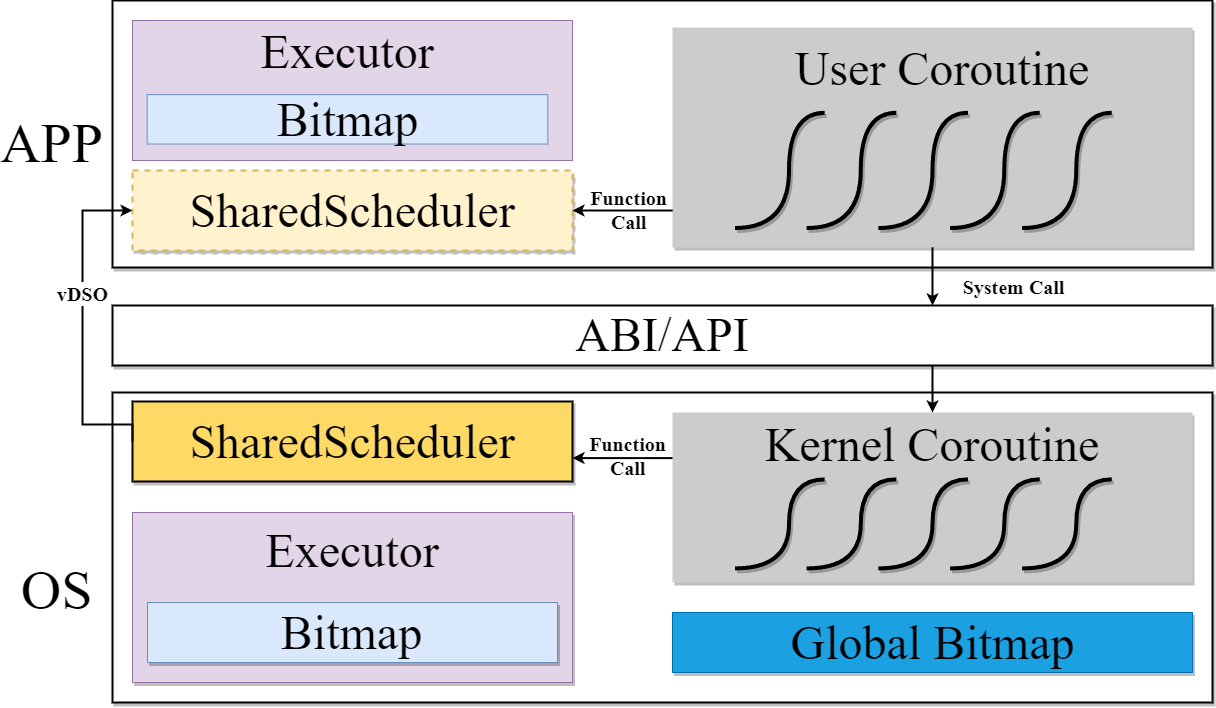 APP
Executor
Bitmap
SharedScheduler
Function
Call
User Coroutine
vDSO
System Call
ABI/API
OS
SharedScheduler
Function
Call
Kernel Coroutine
Executor
Bitmap
Global Bitmap